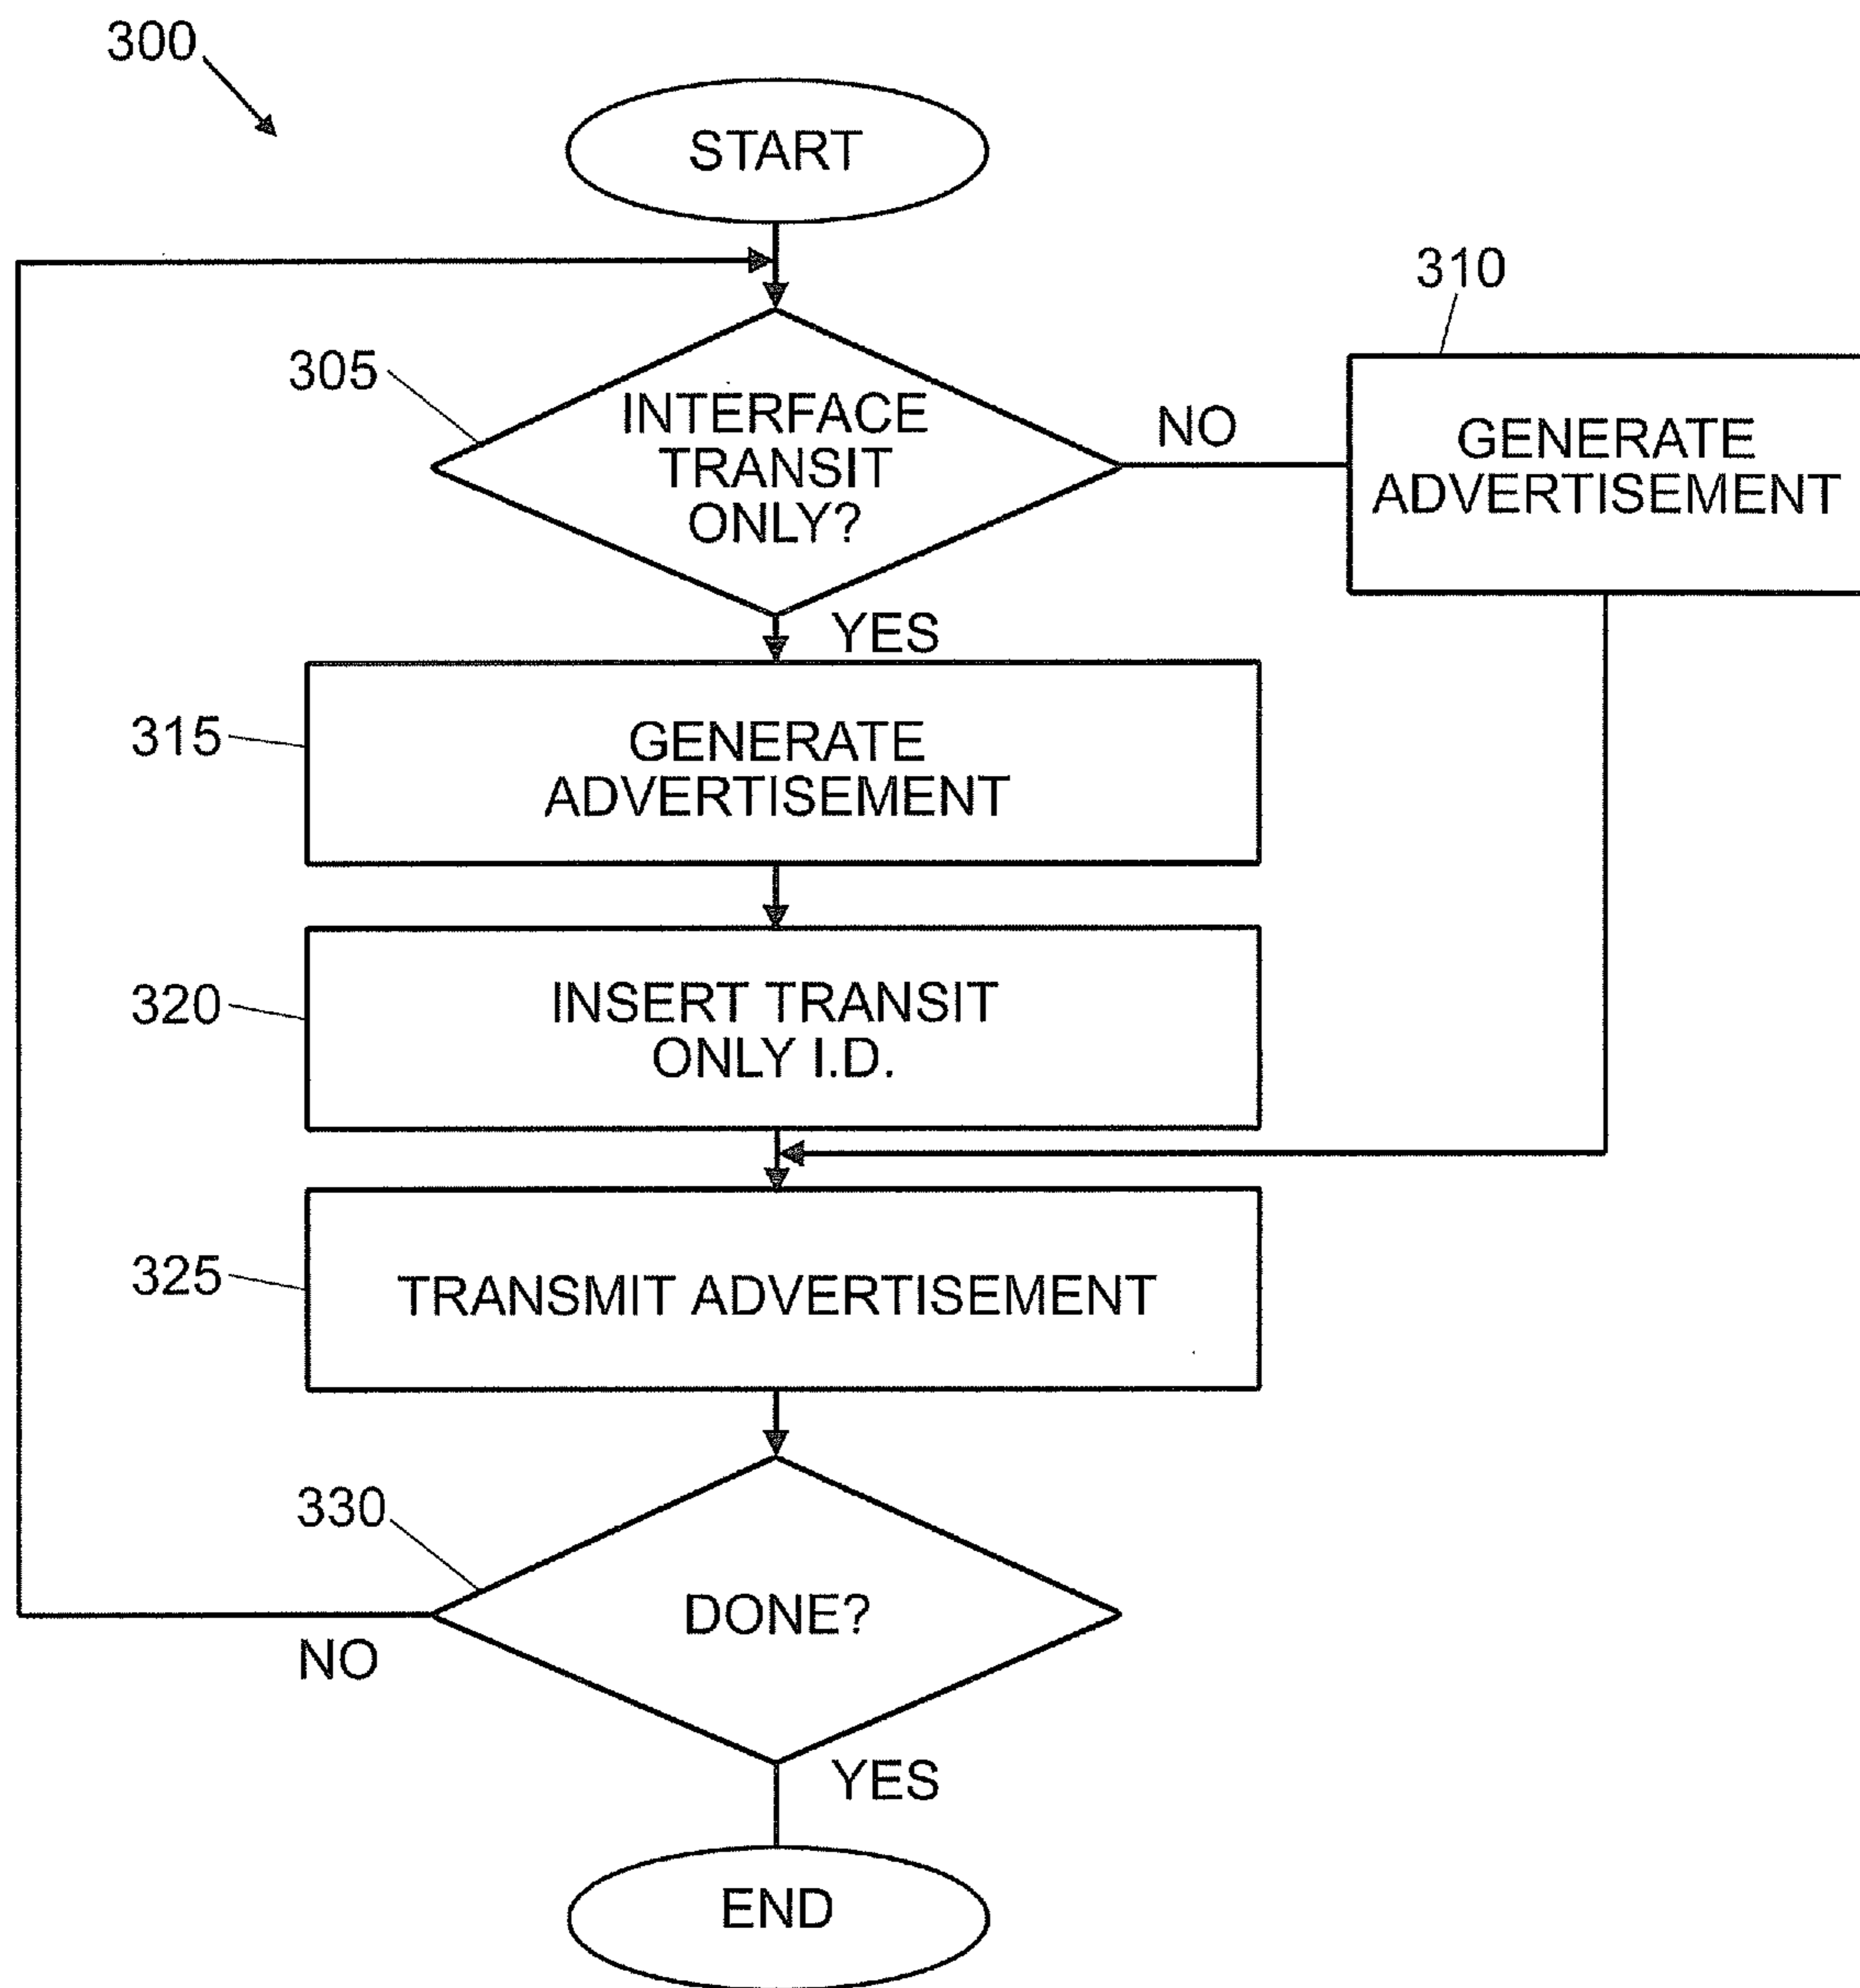 300
START
310
305
INTERFACE
TRANSIT
ONLY?
NO
GENERATE
ADVERTISEMENT
YES
315
GENERATE
ADVERTISEMENT
320
INSERT TRANSIT
ONLY I.D.
325
TRANSMIT ADVERTISEMENT
330
DONE?
NO
YES
END